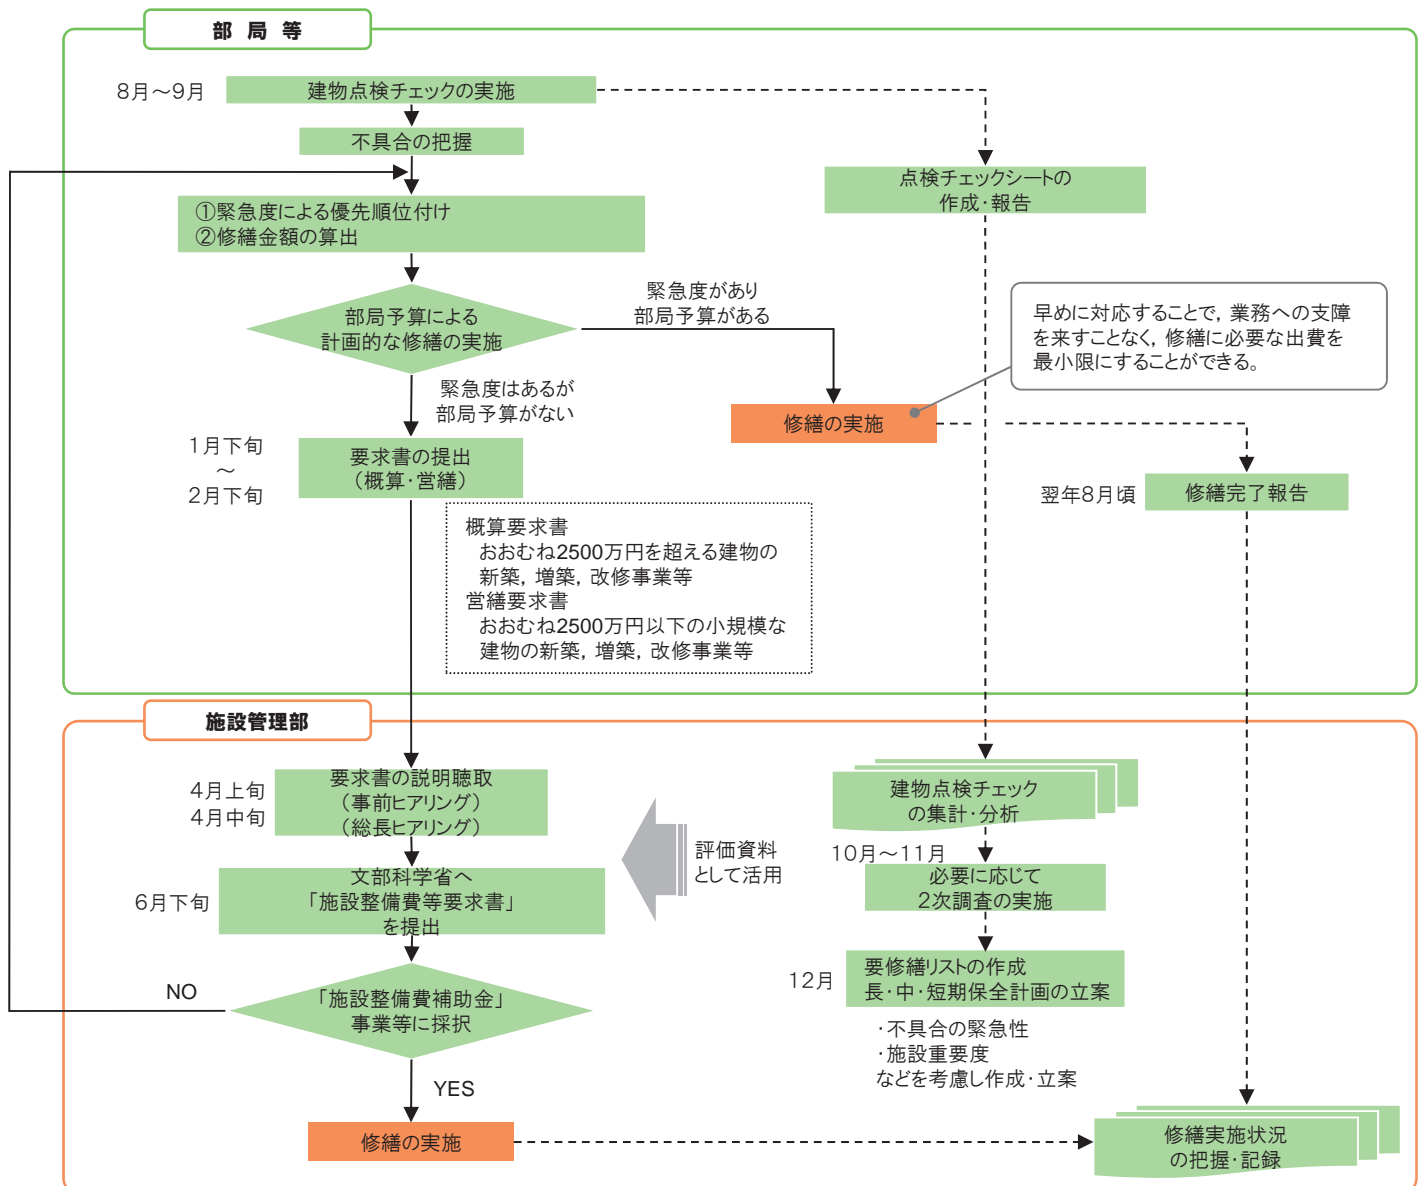 部 局 等
8月～9月
建物点検チェックの実施
不具合の把握
点検チェックシートの
作成・報告
①緊急度による優先順位付け
②修繕金額の算出
部局予算による
計画的な修繕の実施
緊急度があり
部局予算がある
早めに対応することで，業務への支障
を来すことなく，修繕に必要な出費を
最小限にすることができる。
緊急度はあるが
部局予算がない
修繕の実施
1月下旬
～
2月下旬
要求書の提出
（概算・営繕）
翌年8月頃
修繕完了報告
概算要求書
おおむね2500万円を超える建物の
新築，増築，改修事業等
営繕要求書
おおむね2500万円以下の小規模な
建物の新築，増築，改修事業等
施設管理部
4月上旬
4月中旬
要求書の説明聴取
（事前ヒアリング）
（総長ヒアリング）
建物点検チェック
の集計・分析
評価資料
として活用
10月～11月
必要に応じて
2次調査の実施
6月下旬
文部科学省へ
「施設整備費等要求書」
を提出
12月
要修繕リストの作成
長・中・短期保全計画の立案
・不具合の緊急性
・施設重要度
などを考慮し作成・立案
NO
「施設整備費補助金」
事業等に採択
YES
修繕の実施
修繕実施状況
の把握・記録